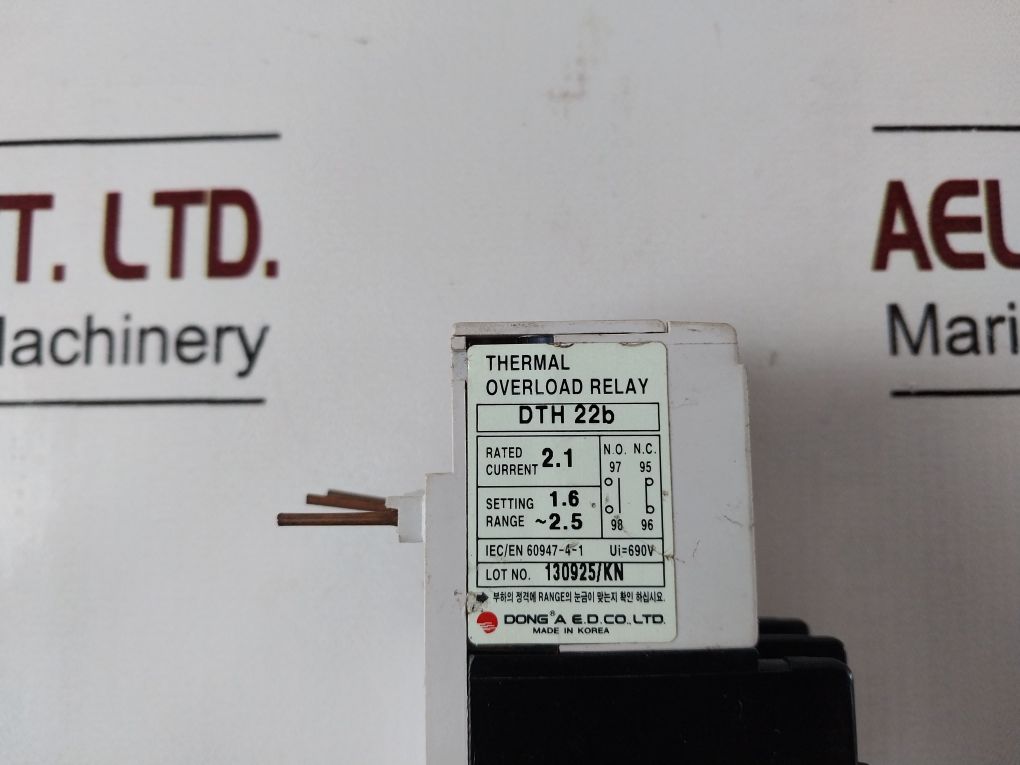 T. LTD.
Machinery
AEL
Mari
THERMAL
OVERLOAD RELAY
DTH 22b
RATED CURRENT 2.1
SETTING RANGE 1.6 ~2.5
N.O. N.C.
97 95
98 96
IEC/EN 60947-4-1 Ui=690V
LOT NO. 130925/KN
➡ 부하의 정격에 RANGE의 눈금이 맞는지 확인 하십시요.
DONG®A E.D.CO.,LTD.
MADE IN KOREA